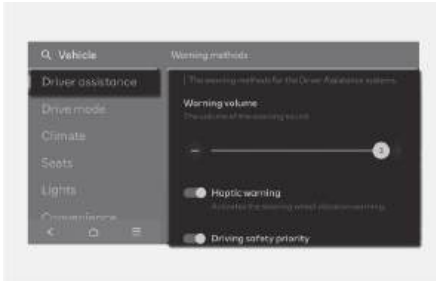 Vehicle
Warning methods
Driver assistance
The warning methods for the Driver Assistance systems.
Drive mode
Warning volume
The volume of the warning sound
Climate
Seats
3
Lights
Haptic warning
Activates the steering wheel vibration warning.
Convenience
Driving safety priority